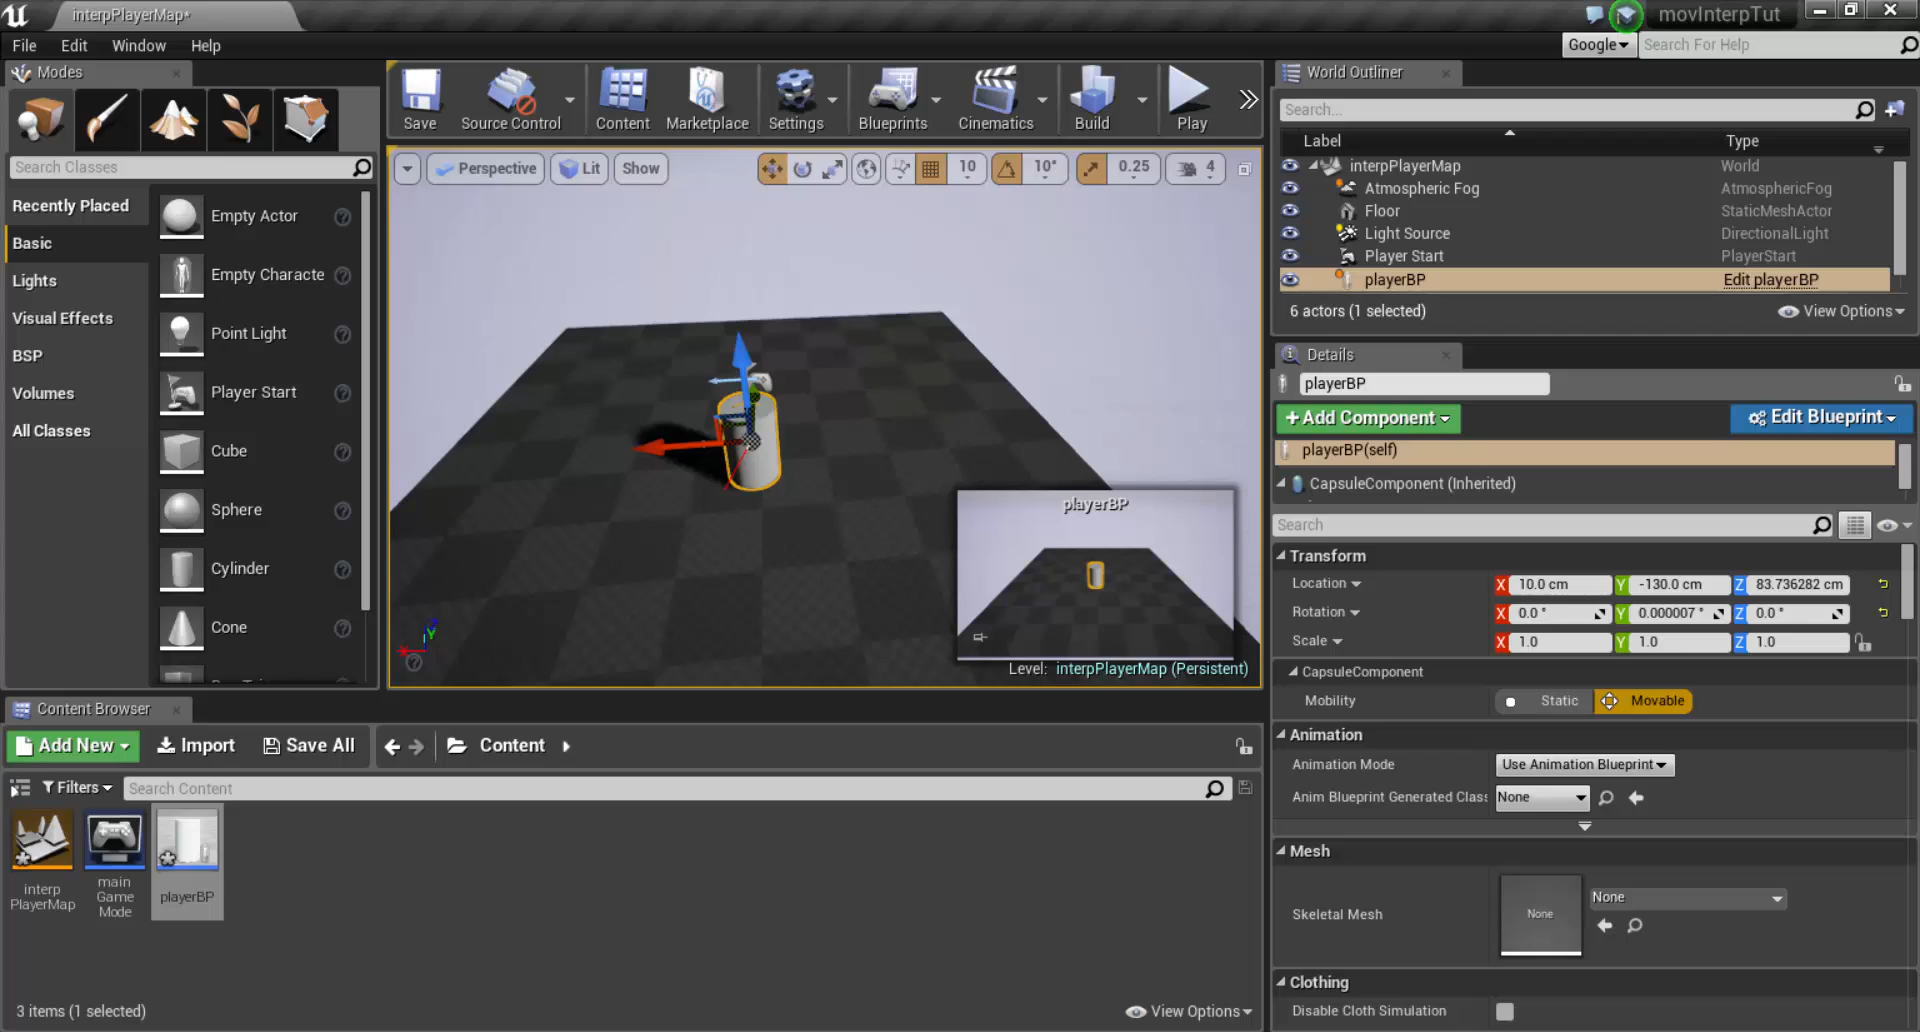 interpPlayerMap*
movInterpTut
File Edit Window Help
Google
Search For Help
Modes
Search Classes
Recently Placed
Basic
Lights
Visual Effects
BSP
Volumes
All Classes
Empty Actor
Empty Characte
Point Light
Player Start
Cube
Sphere
Cylinder
Cone
Save
Source Control
Content
Marketplace
Settings
Blueprints
Cinematics
Build
Play
Perspective
Lit
Show
10
10°
0.25
4
playerBP
Y
Level: interpPlayerMap (Persistent)
World Outliner
Search...
Label Type
interpPlayerMap World
Atmospheric Fog AtmosphericFog
Floor StaticMeshActor
Light Source DirectionalLight
Player Start PlayerStart
playerBP Edit playerBP
6 actors (1 selected)
View Options
Details
playerBP
+Add Component
Edit Blueprint
playerBP(self)
CapsuleComponent (Inherited)
Search
Transform
Location X 10.0 cm Y -130.0 cm Z 83.736282 cm
Rotation X 0.0 ° Y 0.000007 ° Z 0.0 °
Scale X 1.0 Y 1.0 Z 1.0
CapsuleComponent
Mobility Static Movable
Animation
Animation Mode Use Animation Blueprint
Anim Blueprint Generated Clas None
Mesh
Skeletal Mesh None None
Clothing
Disable Cloth Simulation
Content Browser
Add New
Import
Save All
Content
Filters
Search Content
interp
PlayerMap
main
Game
Mode
playerBP
3 items (1 selected)
View Options